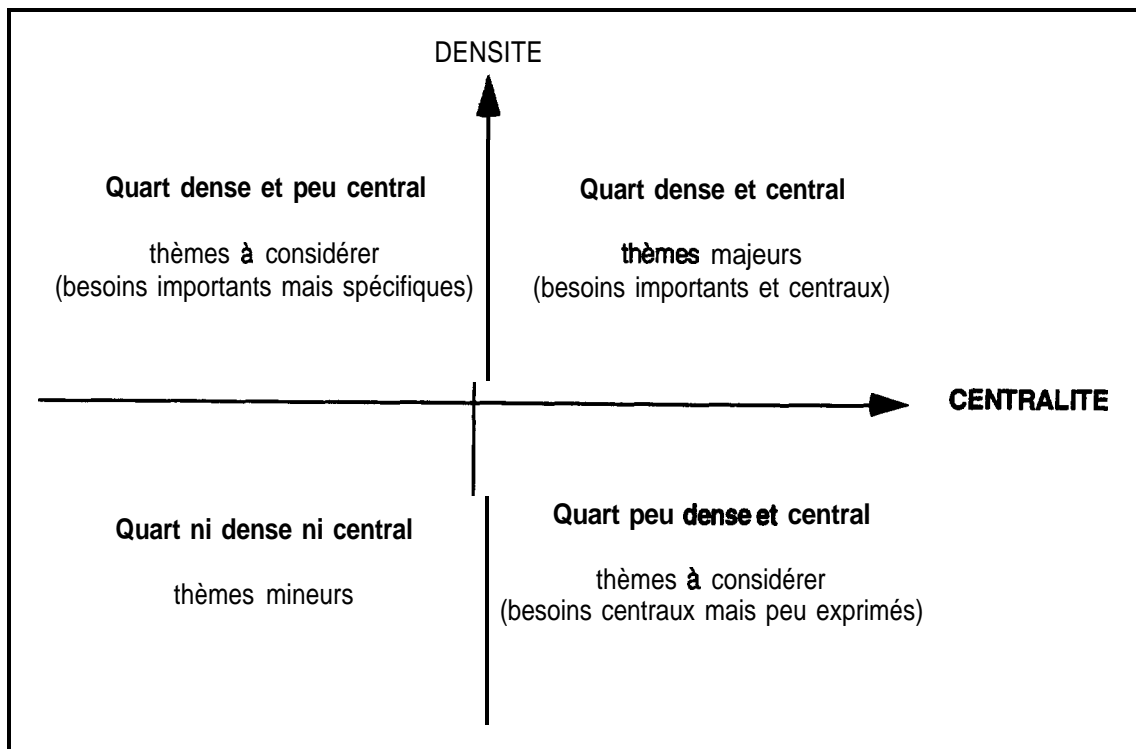 DENSITE
Quart dense et peu central
thèmes à considérer
(besoins importants mais spécifiques)
Quart dense et central
thèmes majeurs
(besoins importants et centraux)
CENTRALITE
Quart ni dense ni central
thèmes mineurs
Quart peu dense et central
thèmes à considérer
(besoins centraux mais peu exprimés)